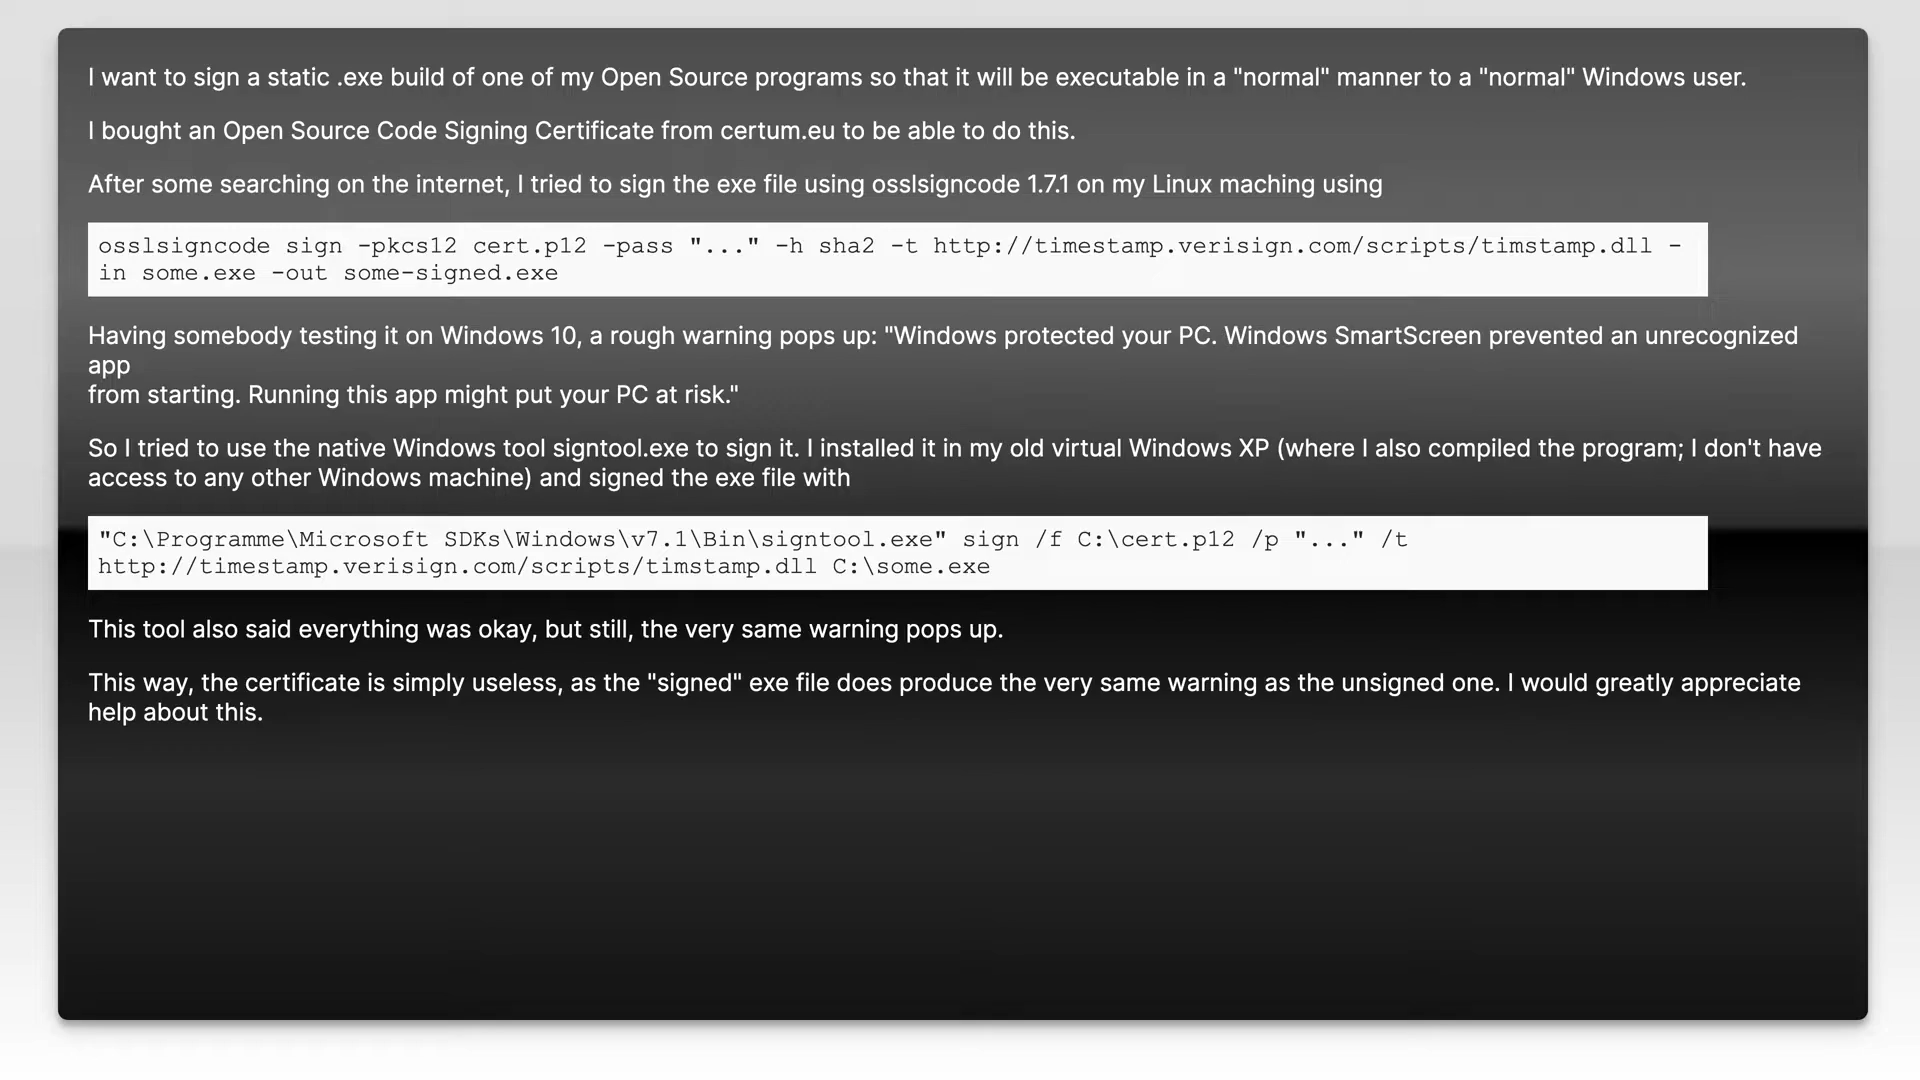 I want to sign a static .exe build of one of my Open Source programs so that it will be executable in a "normal" manner to a "normal" Windows user.
I bought an Open Source Code Signing Certificate from certum.eu to be able to do this.
After some searching on the internet, I tried to sign the exe file using osslsigncode 1.7.1 on my Linux maching using
osslsigncode sign -pkcs12 cert.p12 -pass "..." -h sha2 -t http://timestamp.verisign.com/scripts/timstamp.dll -
in some.exe -out some-signed.exe
Having somebody testing it on Windows 10, a rough warning pops up: "Windows protected your PC. Windows SmartScreen prevented an unrecognized
app
from starting. Running this app might put your PC at risk."
So I tried to use the native Windows tool signtool.exe to sign it. I installed it in my old virtual Windows XP (where I also compiled the program; I don't have
access to any other Windows machine) and signed the exe file with
"C:\Programme\Microsoft SDKs\Windows\v7.1\Bin\signtool.exe" sign /f C:\cert.p12 /p "..." /t
http://timestamp.verisign.com/scripts/timstamp.dll C:\some.exe
This tool also said everything was okay, but still, the very same warning pops up.
This way, the certificate is simply useless, as the "signed" exe file does produce the very same warning as the unsigned one. I would greatly appreciate
help about this.